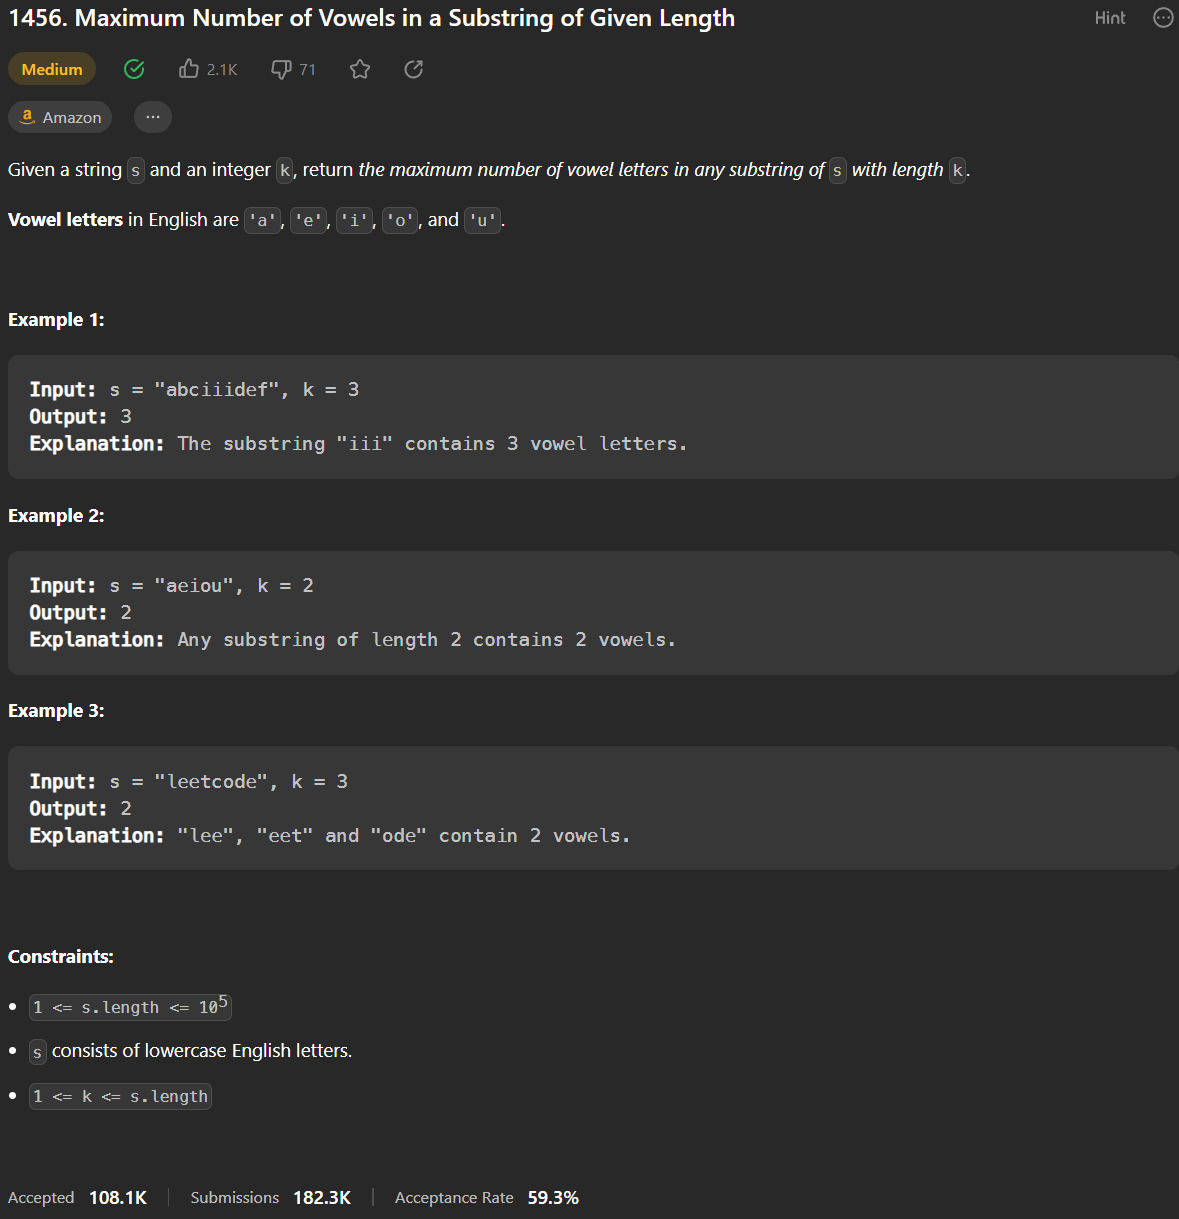 1456. Maximum Number of Vowels in a Substring of Given Length
Hint
Medium
2.1K
71
Amazon
Given a string s and an integer k, return the maximum number of vowel letters in any substring of s with length k.
Vowel letters in English are 'a', 'e', 'i', 'o', and 'u'.
Example 1:
Input: s = "abciiidef", k = 3
Output: 3
Explanation: The substring "iii" contains 3 vowel letters.
Example 2:
Input: s = "aeiou", k = 2
Output: 2
Explanation: Any substring of length 2 contains 2 vowels.
Example 3:
Input: s = "leetcode", k = 3
Output: 2
Explanation: "lee", "eet" and "ode" contain 2 vowels.
Constraints:
1 <= s.length <= 10⁵
s consists of lowercase English letters.
1 <= k <= s.length
Accepted 108.1K Submissions 182.3K Acceptance Rate 59.3%